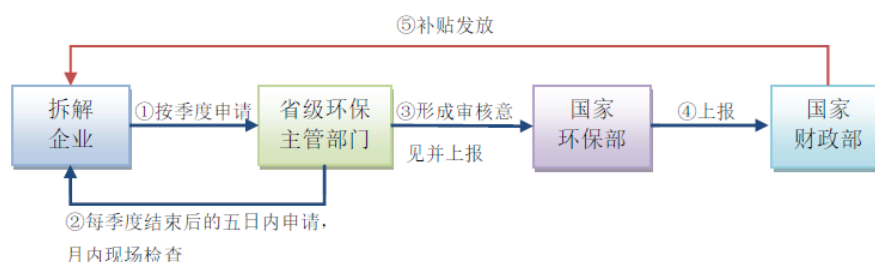 ⑤补贴发放
拆解
企业
①按季度申请
省级环保
主管部门
③形成审核意
见并上报
国家
环保部
④上报
国家
财政部
②每季度结束后的五日内申请，
月内现场检查